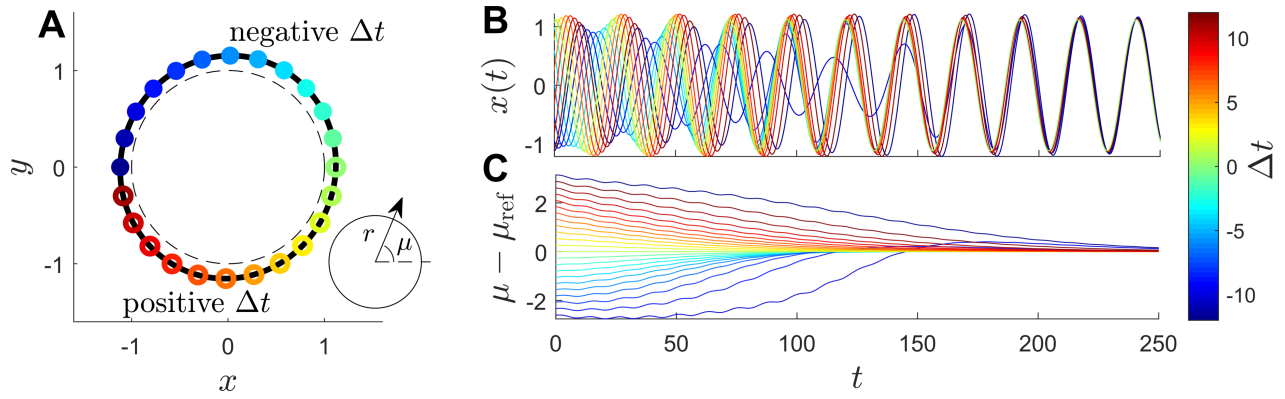 A
negative Δt
1
0
-1
y
r
μ
positive Δt
-1
0
1
x
B
1
0
-1
x(t)
C
2
0
-2
μ − μref
0
50
100
150
200
250
t
10
5
0
-5
-10
Δt